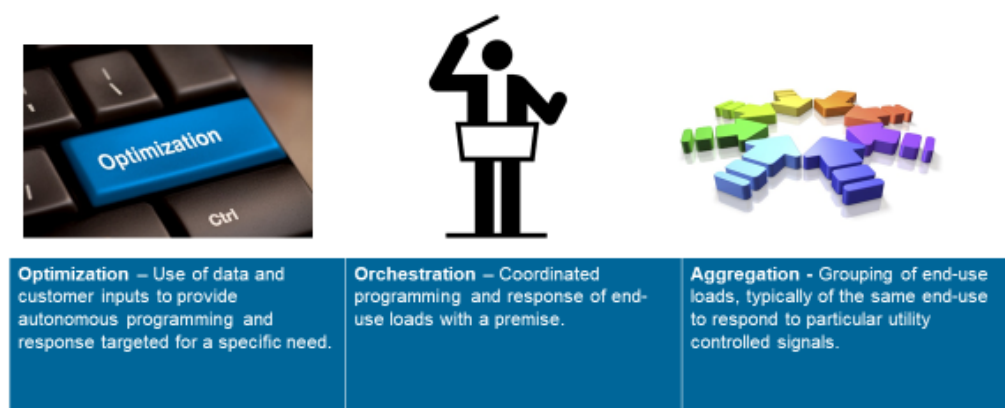 Optimization
Ctrl
Optimization – Use of data and
customer inputs to provide
autonomous programming and
response targeted for a specific need.
Orchestration – Coordinated
programming and response of end-
use loads with a premise.
Aggregation - Grouping of end-use
loads, typically of the same end-use
to respond to particular utility
controlled signals.